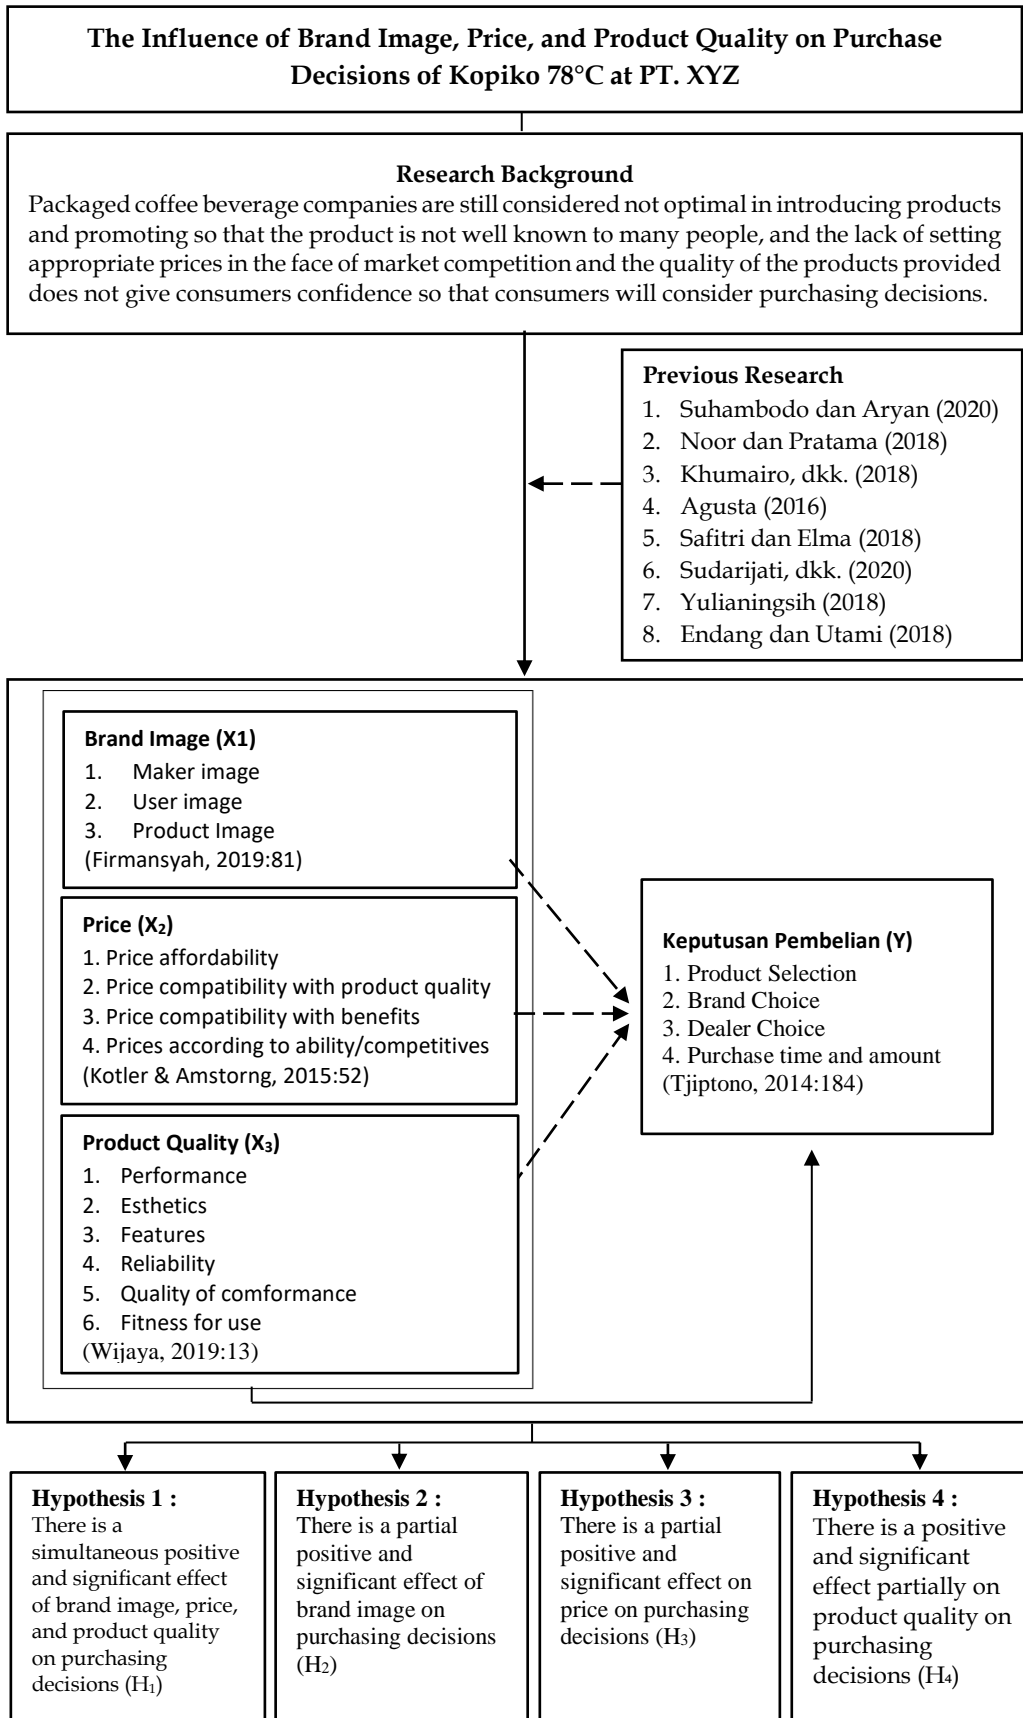 The Influence of Brand Image, Price, and Product Quality on Purchase
Decisions of Kopiko 78°C at PT. XYZ
Research Background
Packaged coffee beverage companies are still considered not optimal in introducing products
and promoting so that the product is not well known to many people, and the lack of setting
appropriate prices in the face of market competition and the quality of the products provided
does not give consumers confidence so that consumers will consider purchasing decisions.
Previous Research
1. Suhambodo dan Aryan (2020)
2. Noor dan Pratama (2018)
3. Khumairo, dkk. (2018)
4. Agusta (2016)
5. Safitri dan Elma (2018)
6. Sudarijati, dkk. (2020)
7. Yulianingsih (2018)
8. Endang dan Utami (2018)
Brand Image (X1)
1. Maker image
2. User image
3. Product Image
(Firmansyah, 2019:81)
Price (X₂)
1. Price affordability
2. Price compatibility with product quality
3. Price compatibility with benefits
4. Prices according to ability/competitives
(Kotler & Amstorng, 2015:52)
Product Quality (X₃)
1. Performance
2. Esthetics
3. Features
4. Reliability
5. Quality of comformance
6. Fitness for use
(Wijaya, 2019:13)
Keputusan Pembelian (Y)
1. Product Selection
2. Brand Choice
3. Dealer Choice
4. Purchase time and amount
(Tjiptono, 2014:184)
Hypothesis 1 :
There is a
simultaneous positive
and significant effect
of brand image, price,
and product quality
on purchasing
decisions (H₁)
Hypothesis 2 :
There is a partial
positive and
significant effect of
brand image on
purchasing decisions
(H₂)
Hypothesis 3 :
There is a partial
positive and
significant effect on
price on purchasing
decisions (H₃)
Hypothesis 4 :
There is a positive
and significant
effect partially on
product quality on
purchasing
decisions (H₄)